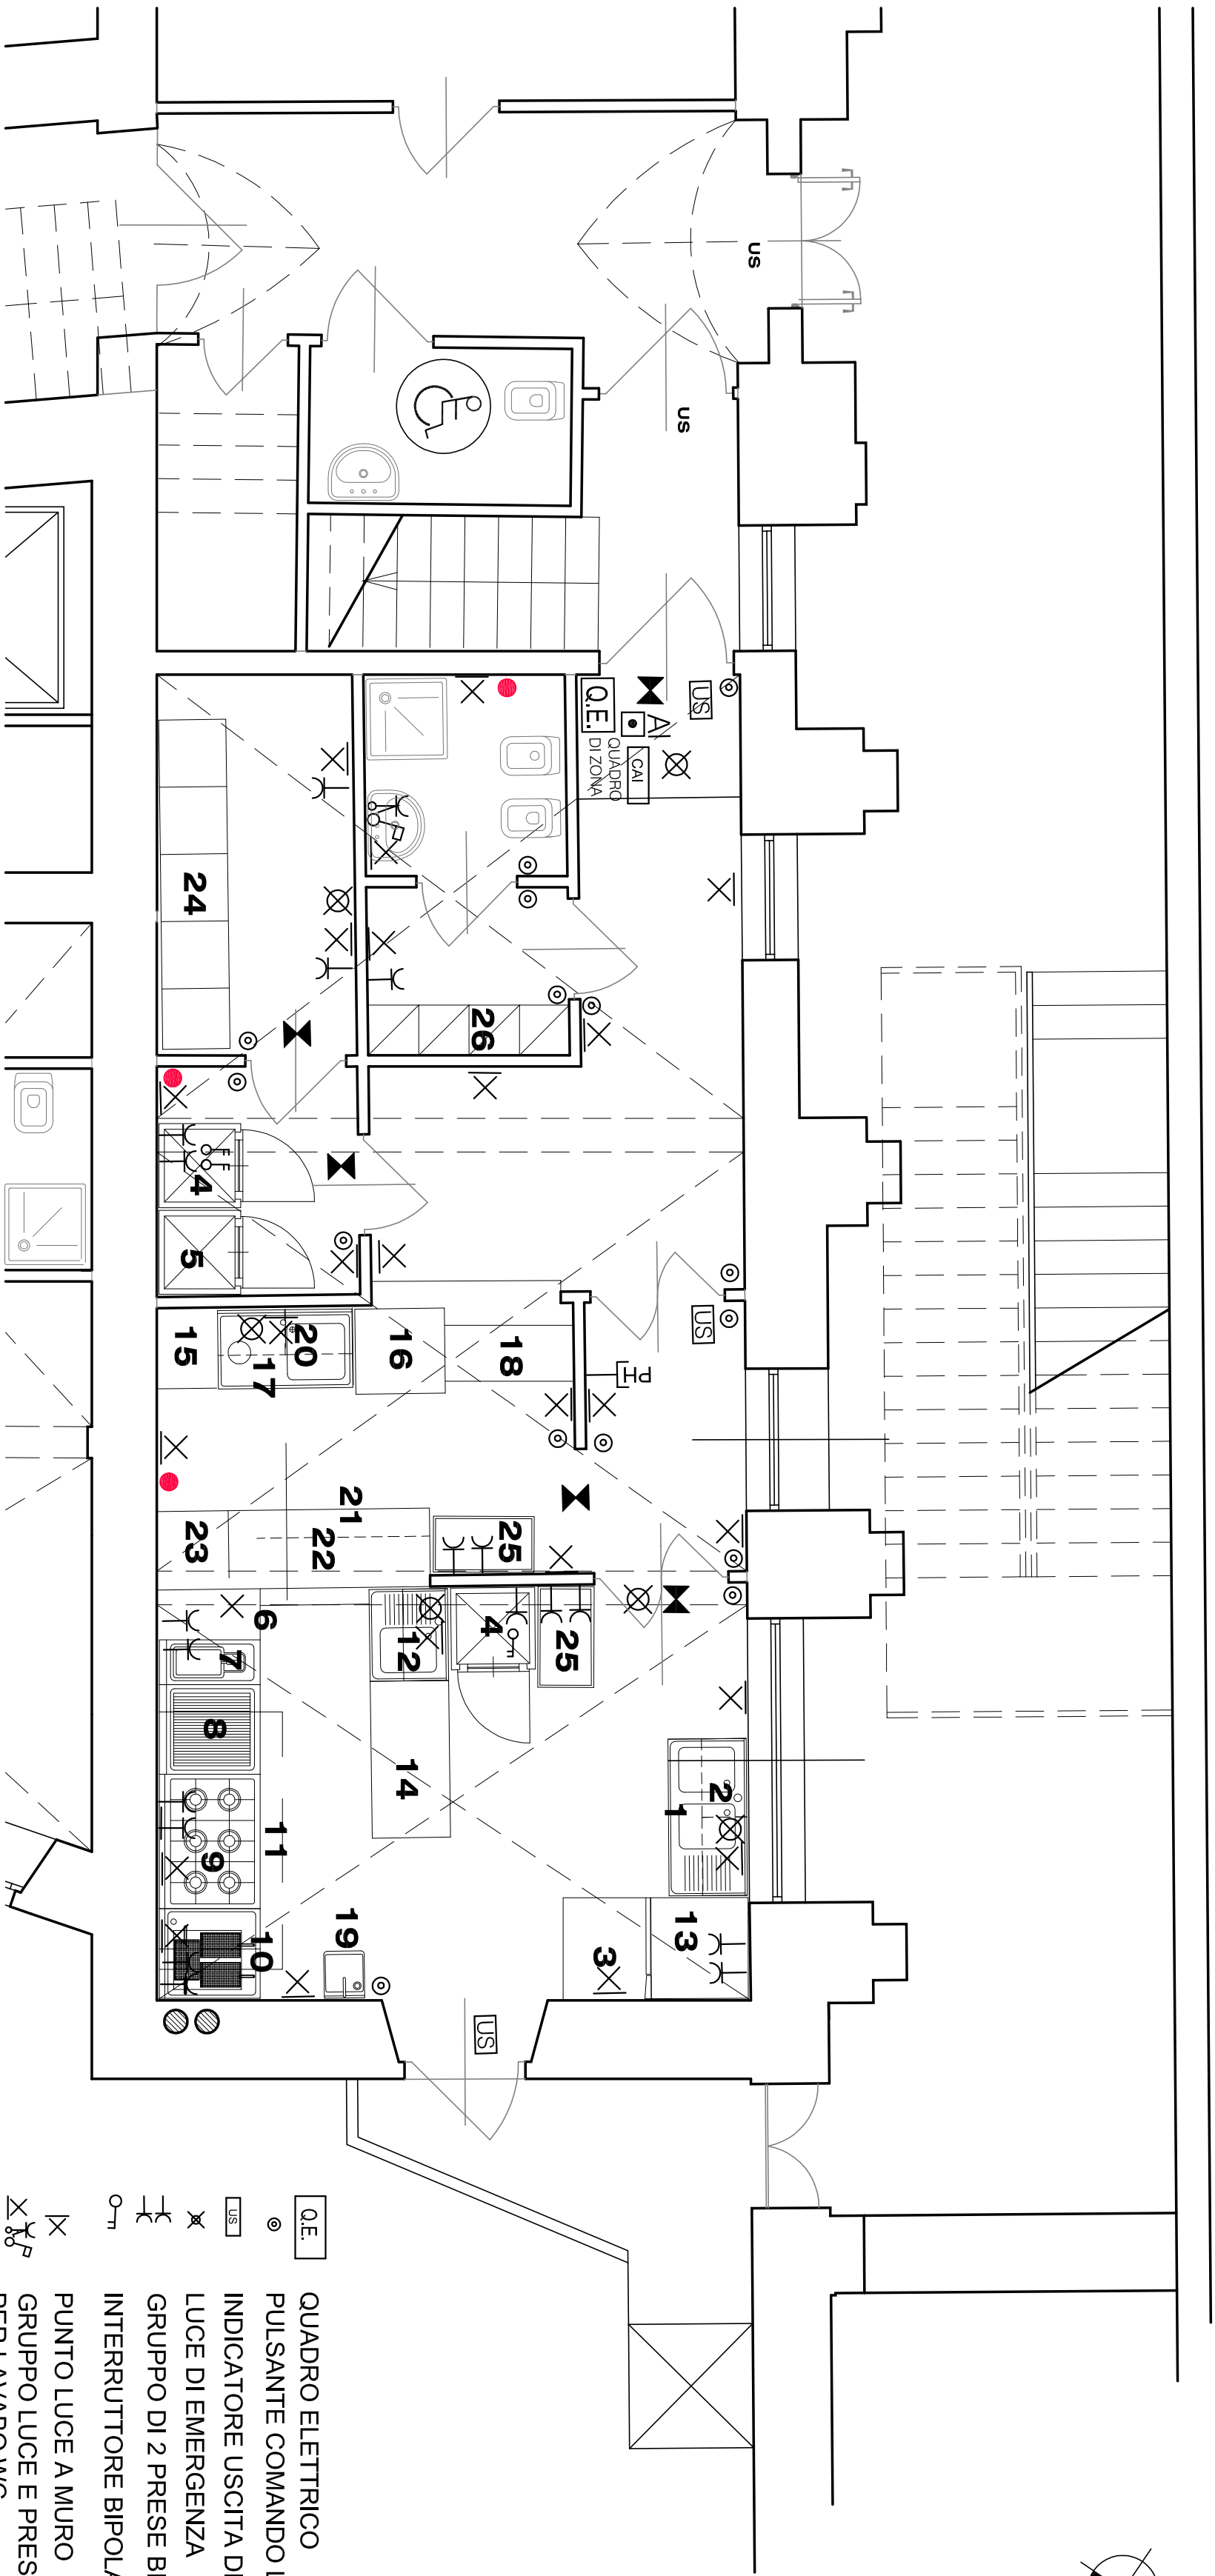 us
us
US
AI
Q.E.
QUADRO
DI ZONA
CAI
24
26
4
5
US
15
20
17
16
18
PH
21
22
23
25
6
7
12
4
25
8
14
11
9
2
1
10
19
3
13
US
Q.E.
QUADRO ELETTRICO
PULSANTE COMANDO
US
INDICATORE USCITA
LUCE DI EMERGENZA
GRUPPO DI 2 PRESE
INTERRUTTORE
PUNTO LUCE A MURO
GRUPPO LUCE E